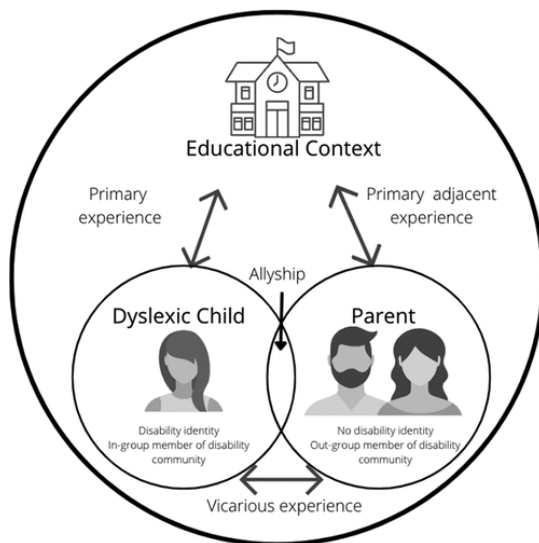 Educational Context
Primary
experience
Primary adjacent
experience
Allyship
Dyslexic Child
Parent
Disability identity
In-group member of disability
community
No disability identity
Out-group member of disability
community
Vicarious experience